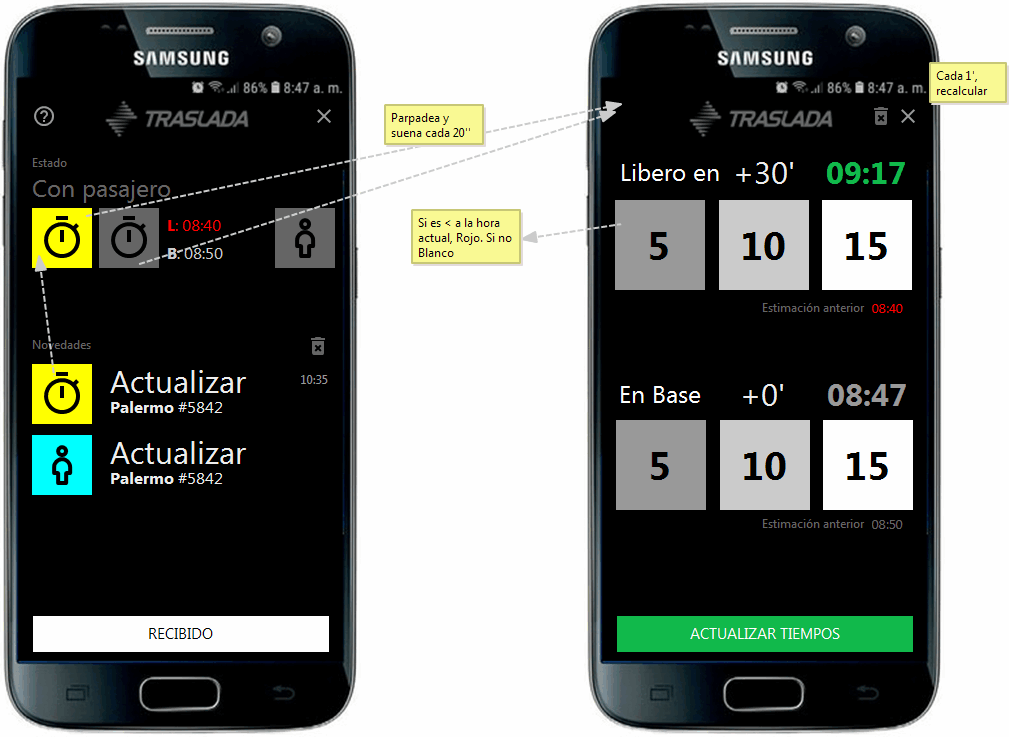 SAMSUNG
86% 8:47 a. m.
TRASLADA
Estado
Con pasajero
L: 08:40
B: 08:50
Novedades
Actualizar
10:35
Palermo #5842
Actualizar
Palermo #5842
RECIBIDO
Parpadea y
suena cada 20''
Si es < a la hora
actual, Rojo. Si no
Blanco
SAMSUNG
86% 8:47 a. m.
Cada 1',
recalcular
TRASLADA
Libero en +30' 09:17
5 10 15
Estimación anterior 08:40
En Base +0' 08:47
5 10 15
Estimación anterior 08:50
ACTUALIZAR TIEMPOS